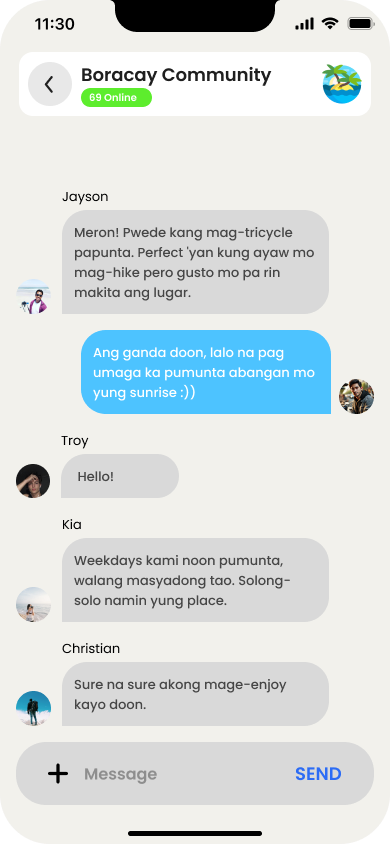 11:30
Boracay Community
69 Online
Jayson
Meron! Pwede kang mag-tricycle
papunta. Perfect 'yan kung ayaw mo
mag-hike pero gusto mo pa rin
makita ang lugar.
Ang ganda doon, lalo na pag
umaga ka pumunta abangan mo
yung sunrise :))
Troy
Hello!
Kia
Weekdays kami noon pumunta,
walang masyadong tao. Solong-
solo namin yung place.
Christian
Sure na sure akong mage-enjoy
kayo doon.
Message
SEND